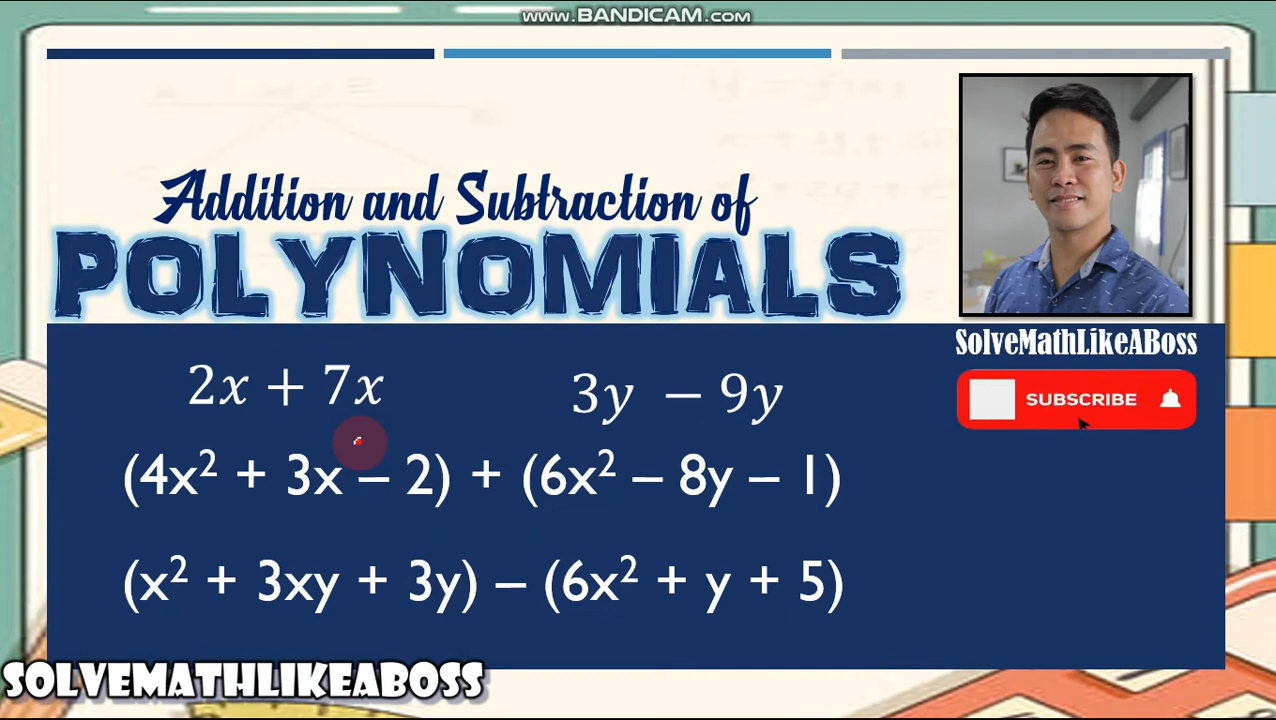 www.BANDICAM.com
Addition and Subtraction of
POLYNOMIALS
SolveMathLikeABoss
SUBSCRIBE
2x + 7x
3y − 9y
(4x² + 3x − 2) + (6x² − 8y − 1)
(x² + 3xy + 3y) − (6x² + y + 5)
SOLVEMATHLIKEABOSS